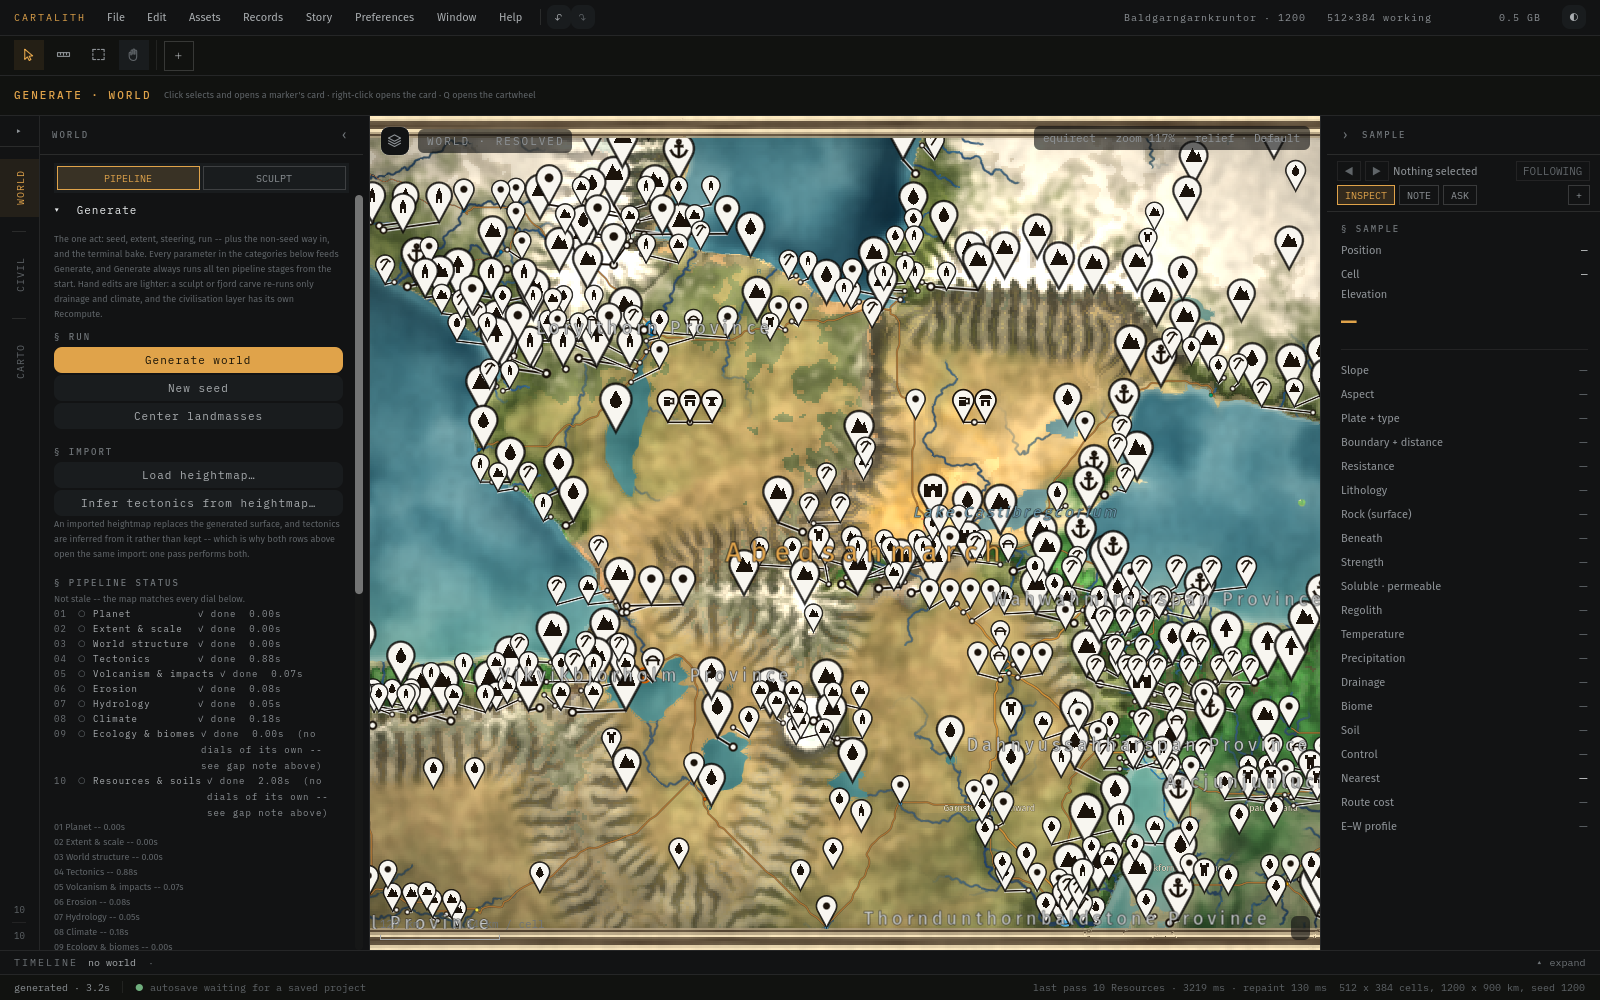 CARTALITH File Edit Assets Records Story Preferences Window Help
Baldgarngarnkruntor · 1200 512×384 working 0.5 GB
+
GENERATE · WORLD Click selects and opens a marker's card · right-click opens the card · Q opens the cartwheel
WORLD
CIVIL
CARTO
10
10
WORLD
PIPELINE SCULPT
Generate
The one act: seed, extent, steering, run -- plus the non-seed way in,
and the terminal bake. Every parameter in the categories below feeds
Generate, and Generate always runs all ten pipeline stages from the
start. Hand edits are lighter: a sculpt or fjord carve re-runs only
drainage and climate, and the civilisation layer has its own
Recompute.
§ RUN
Generate world
New seed
Center landmasses
§ IMPORT
Load heightmap…
Infer tectonics from heightmap…
An imported heightmap replaces the generated surface, and tectonics
are inferred from it rather than kept -- which is why both rows above
open the same import: one pass performs both.
§ PIPELINE STATUS
Not stale -- the map matches every dial below.
01 ○ Planet √ done 0.00s
02 ○ Extent & scale √ done 0.00s
03 ○ World structure √ done 0.00s
04 ○ Tectonics √ done 0.88s
05 ○ Volcanism & impacts √ done 0.07s
06 ○ Erosion √ done 0.08s
07 ○ Hydrology √ done 0.05s
08 ○ Climate √ done 0.18s
09 ○ Ecology & biomes √ done 0.00s (no
dials of its own --
see gap note above)
10 ○ Resources & soils √ done 2.08s (no
dials of its own --
see gap note above)
01 Planet -- 0.00s
02 Extent & scale -- 0.00s
03 World structure -- 0.00s
04 Tectonics -- 0.88s
05 Volcanism & impacts -- 0.07s
06 Erosion -- 0.08s
07 Hydrology -- 0.05s
08 Climate -- 0.18s
09 Ecology & biomes -- 0.00s
WORLD · RESOLVED
equirect · zoom 117% · relief · Default
Province
Province
Province
Province
Thorndunthornbaldstone Province
l Province
SAMPLE
Nothing selected FOLLOWING
INSPECT NOTE ASK +
§ SAMPLE
Position —
Cell —
Elevation
—
Slope —
Aspect —
Plate + type —
Boundary + distance —
Resistance —
Lithology —
Rock (surface) —
Beneath —
Strength —
Soluble · permeable —
Regolith —
Temperature —
Precipitation —
Drainage —
Biome —
Soil —
Control —
Nearest —
Route cost —
E–W profile —
TIMELINE no world ·
expand
generated · 3.2s autosave waiting for a saved project
last pass 10 Resources · 3219 ms · repaint 130 ms 512 x 384 cells, 1200 x 900 km, seed 1200